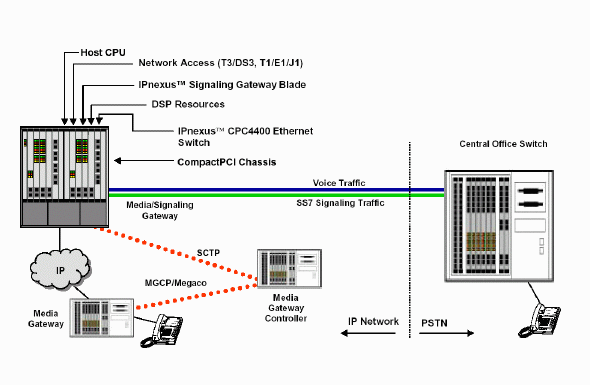 Host CPU
Network Access (T3/DS3, T1/E1/J1)
IPnexus™ Signaling Gateway Blade
DSP Resources
IPnexus™ CPC4400 Ethernet
Switch
CompactPCI Chassis
Central Office Switch
Voice Traffic
Media/Signaling
Gateway
SS7 Signaling Traffic
SCTP
IP
MGCP/Megaco
Media
Gateway
Media
Gateway
Controller
IP Network
PSTN